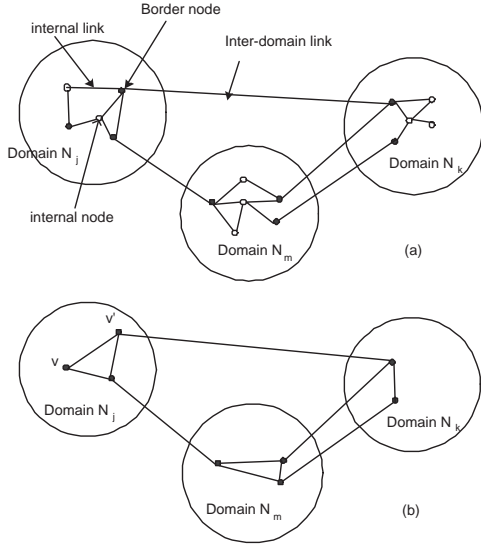 Border node
internal link
Inter-domain link
Domain N j
Domain N k
internal node
Domain N m
(a)
v'
v
Domain N j
Domain N k
Domain N m
(b)